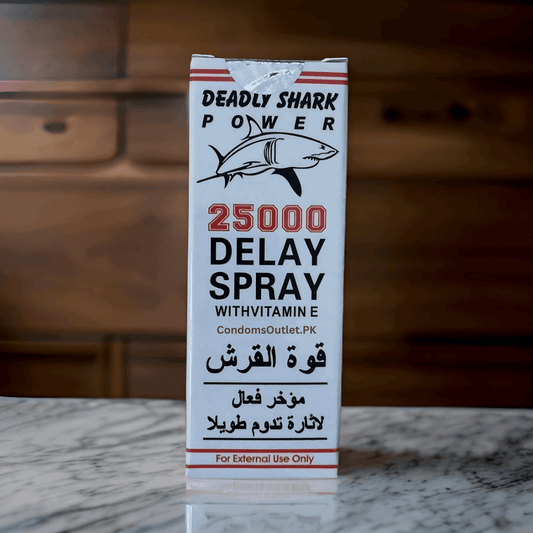 DEADLY SHARK
POWER
25000
DELAY
SPRAY
WITHVITAMIN E
CondomsOutlet.PK
قوة القرش
مؤخر فعال
لاثارة تدوم طويلا
For External Use Only